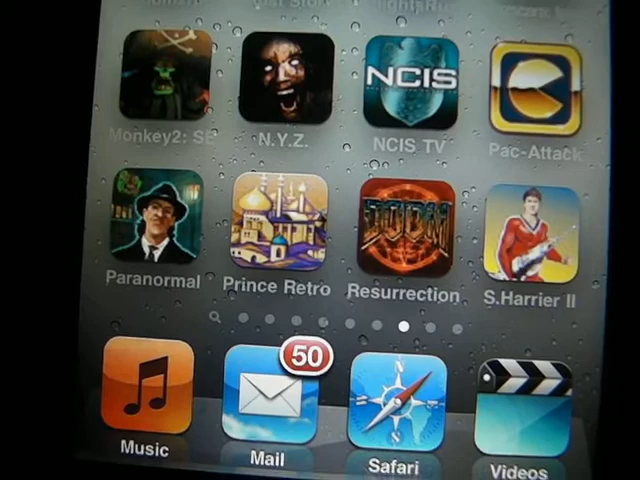 Monkey2: SE
N.Y.Z.
NCIS
NCIS TV
Pac-Attack
DOOM
Paranormal
Prince Retro
Resurrection
S.Harrier II
50
N
S
Music
Mail
Safari
Videos